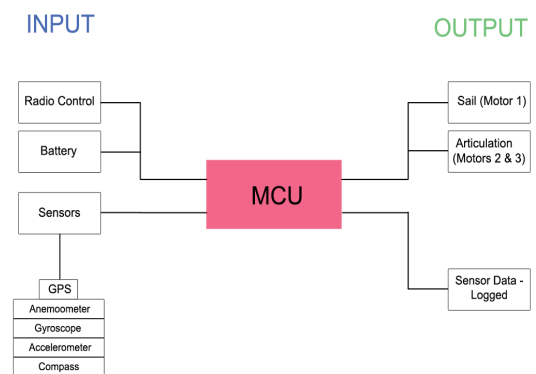 INPUT
OUTPUT
Radio Control
Battery
Sensors
GPS
Anemoometer
Gyroscope
Accelerometer
Compass
MCU
Sail (Motor 1)
Articulation
(Motors 2 & 3)
Sensor Data -
Logged